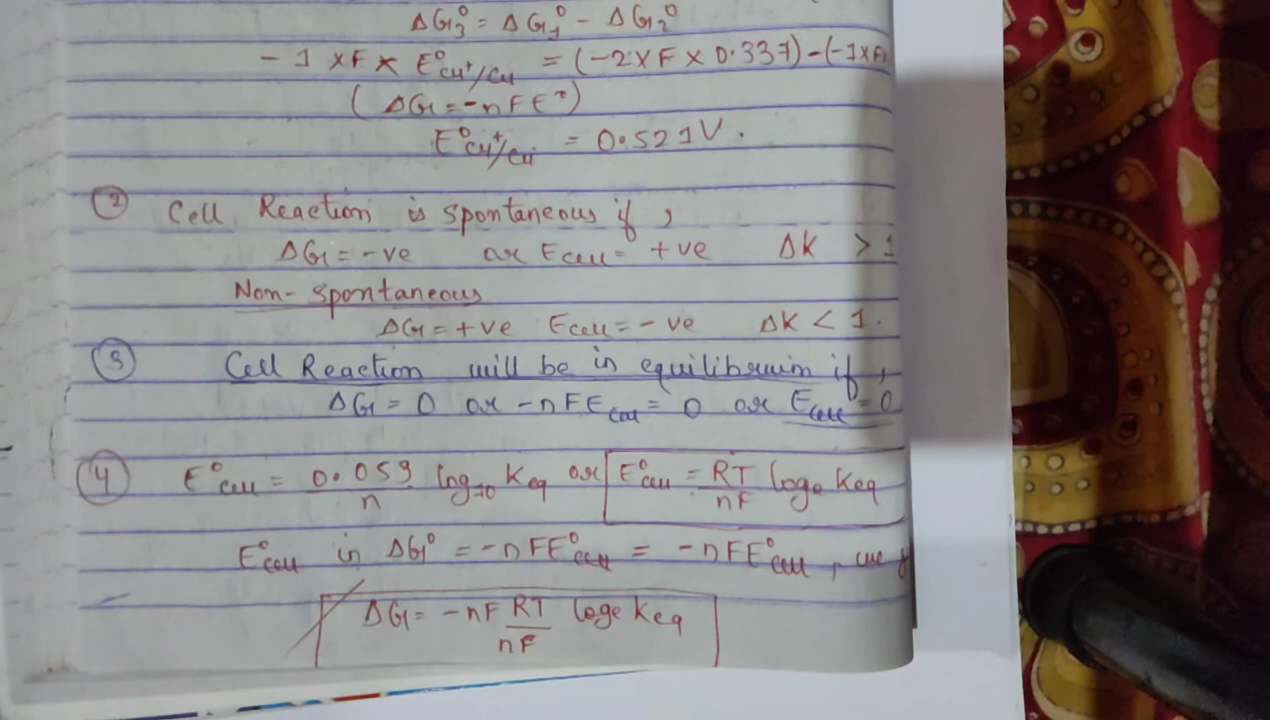 ΔG₃° = ΔG₁° - ΔG₂°
- 1 × F × E°Cu⁺/Cu = (-2 × F × 0.337) - (-1 × F
( ΔG = -nFE°)
E°Cu⁺/Cu = 0.521V.
② Cell Reaction is spontaneous if ,
ΔG = -ve or Ecell = +ve ΔK > 1
Non-Spontaneous
ΔG = +ve Ecell = -ve ΔK < 1.
③ Cell Reaction will be in equilibrium if ,
ΔG = 0 or -nFEcell = 0 or Ecell = 0
④ E°cell = 0.059/n log₁₀ Keq or E°cell = RT/nF logₑ Keq
E°cell in ΔG° = -nFE°cell = -nFE°cell , we
ΔG = -nF RT/nF loge Keq